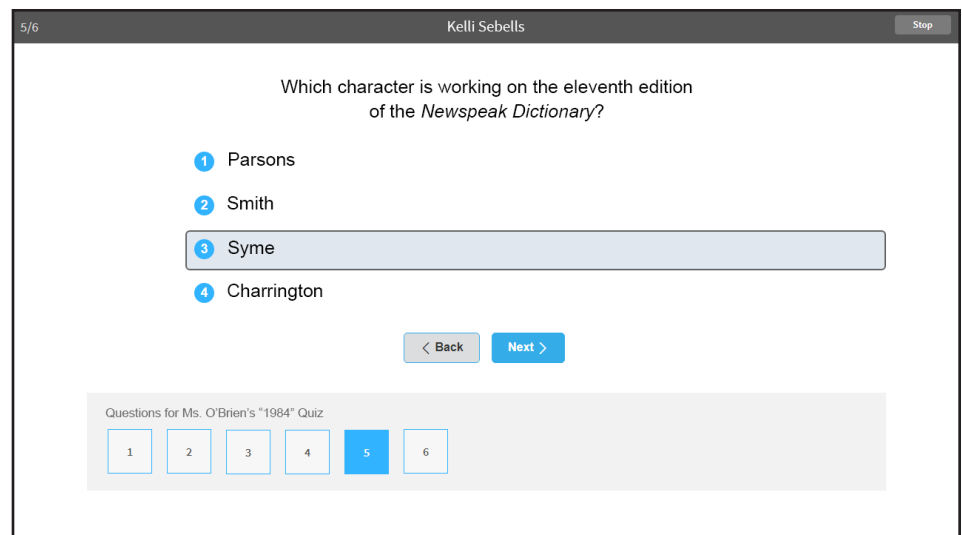 5/6
Kelli Sebells
Stop
Which character is working on the eleventh edition
of the Newspeak Dictionary?
1 Parsons
2 Smith
3 Syme
4 Charrington
< Back
Next >
Questions for Ms. O'Brien's "1984" Quiz
1 2 3 4 5 6